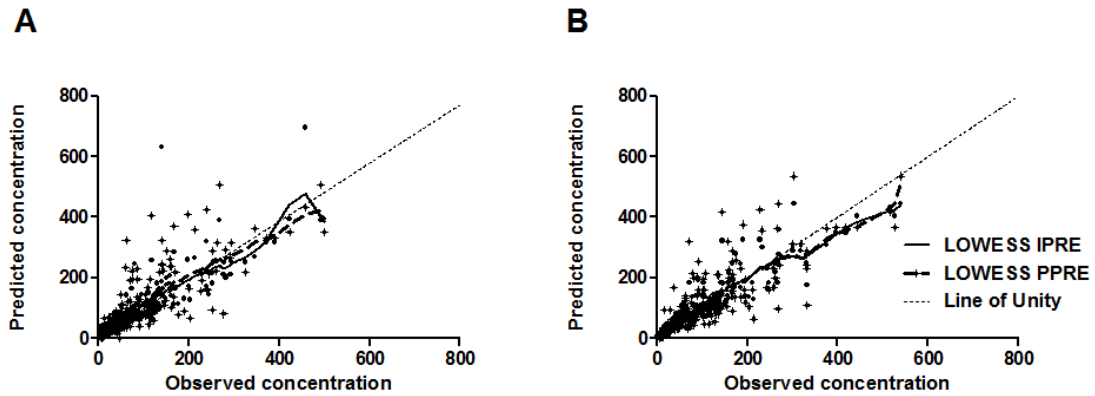 A
B
Predicted concentration
800
600
400
200
0
0 200 400 600 800
Observed concentration
Predicted concentration
800
600
400
200
0
0 200 400 600 800
Observed concentration
LOWESS IPRE
LOWESS PPRE
Line of Unity